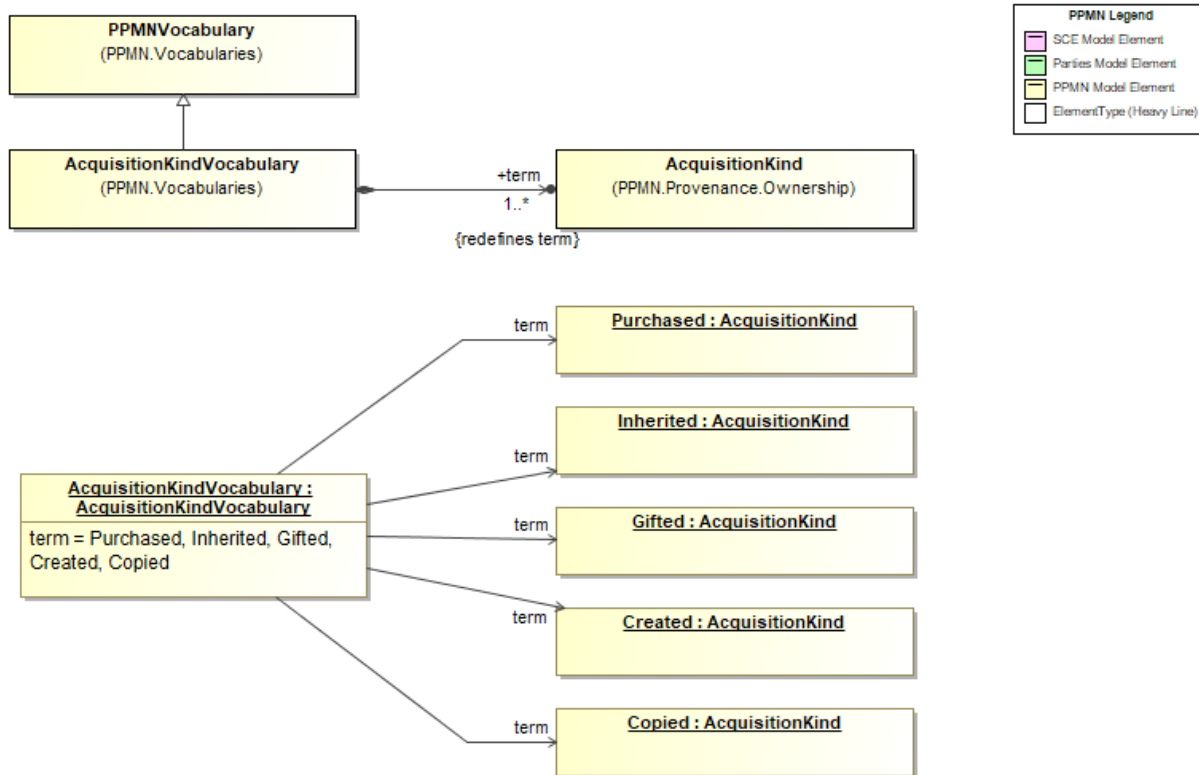 PPMNVocabulary
(PPMN.Vocabularies)
PPMN Legend
SCE Model Element
Parties Model Element
PPMN Model Element
ElementType (Heavy Line)
AcquisitionKindVocabulary
(PPMN.Vocabularies)
+term
1..*
{redefines term}
AcquisitionKind
(PPMN.Provenance.Ownership)
term
Purchased : AcquisitionKind
term
Inherited : AcquisitionKind
AcquisitionKindVocabulary :
AcquisitionKindVocabulary
term = Purchased, Inherited, Gifted,
Created, Copied
term
Gifted : AcquisitionKind
term
Created : AcquisitionKind
term
Copied : AcquisitionKind